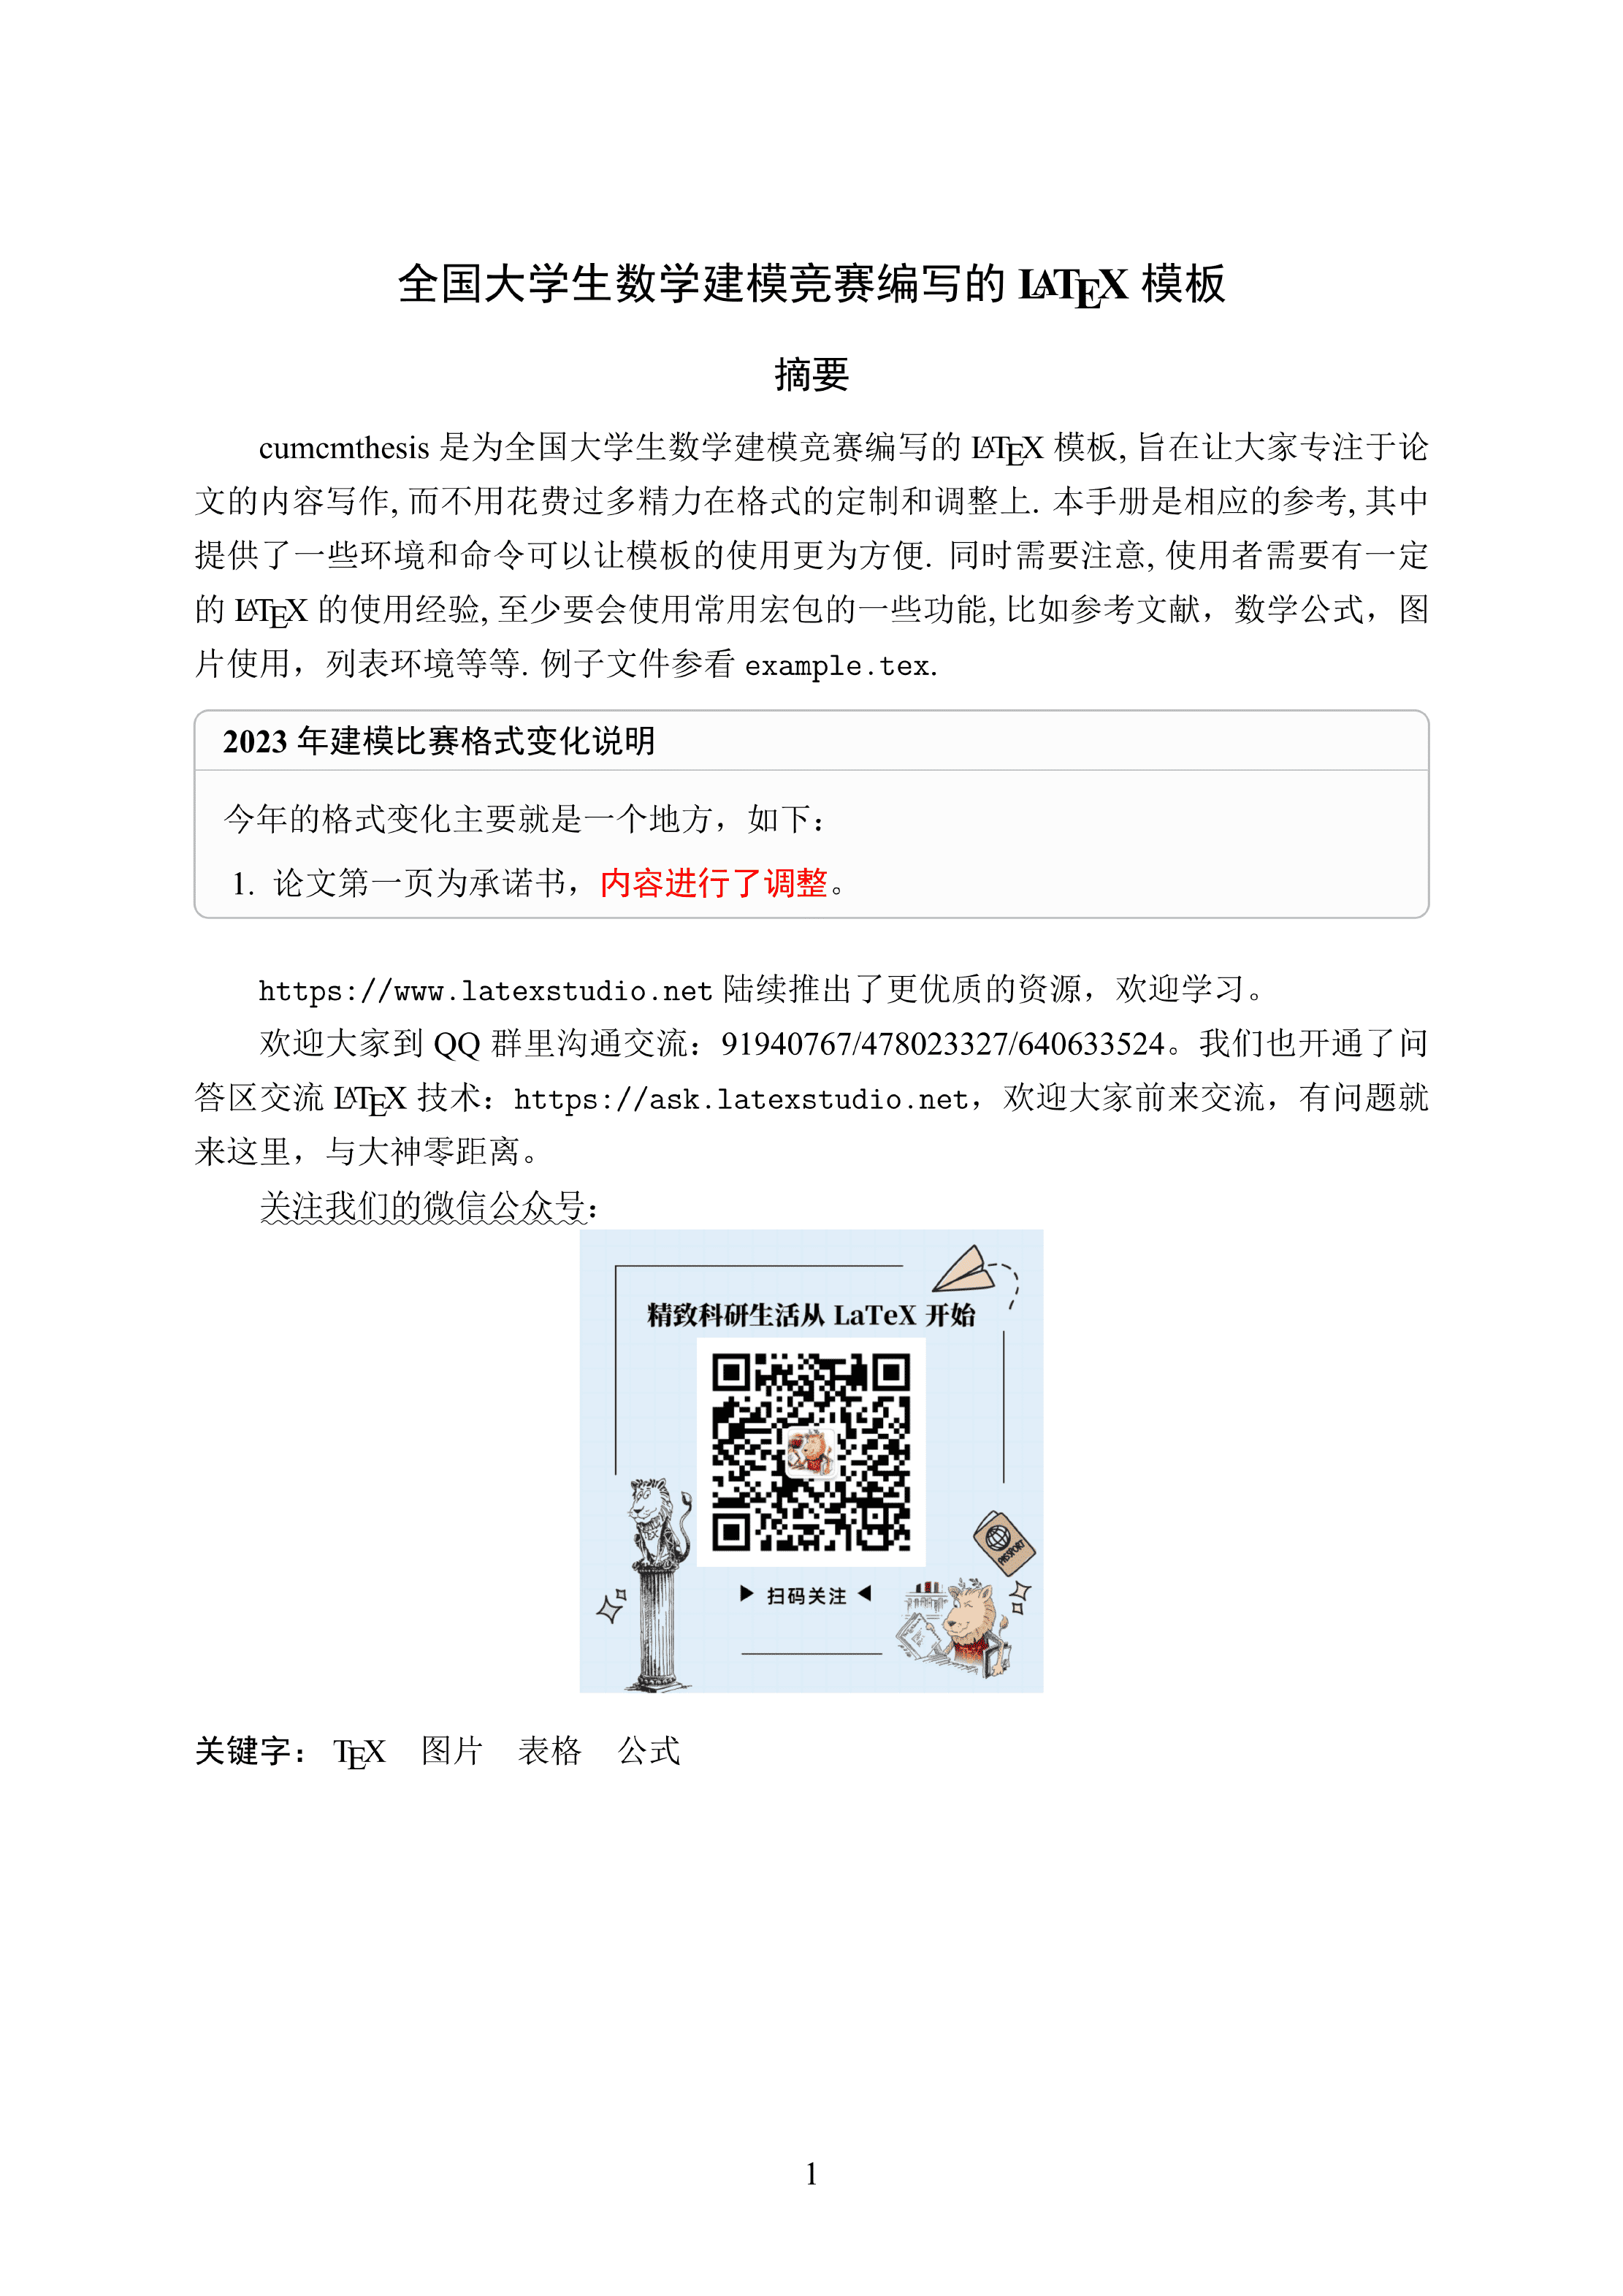 全国大学生数学建模竞赛编写的 LATEX 模板
摘要
cumcmthesis 是为全国大学生数学建模竞赛编写的 LATEX 模板, 旨在让大家专注于论
文的内容写作, 而不用花费过多精力在格式的定制和调整上. 本手册是相应的参考, 其中
提供了一些环境和命令可以让模板的使用更为方便. 同时需要注意, 使用者需要有一定
的 LATEX 的使用经验, 至少要会使用常用宏包的一些功能, 比如参考文献，数学公式，图
片使用，列表环境等等. 例子文件参看 example.tex.
2023 年建模比赛格式变化说明
今年的格式变化主要就是一个地方，如下：
1. 论文第一页为承诺书，内容进行了调整。
https://www.latexstudio.net 陆续推出了更优质的资源，欢迎学习。
欢迎大家到 QQ 群里沟通交流：91940767/478023327/640633524。我们也开通了问
答区交流 LATEX 技术：https://ask.latexstudio.net，欢迎大家前来交流，有问题就
来这里，与大神零距离。
关注我们的微信公众号：
精致科研生活从 LaTeX 开始
PASSPORT
扫码关注
TEX
关键字： TEX 图片 表格 公式
1